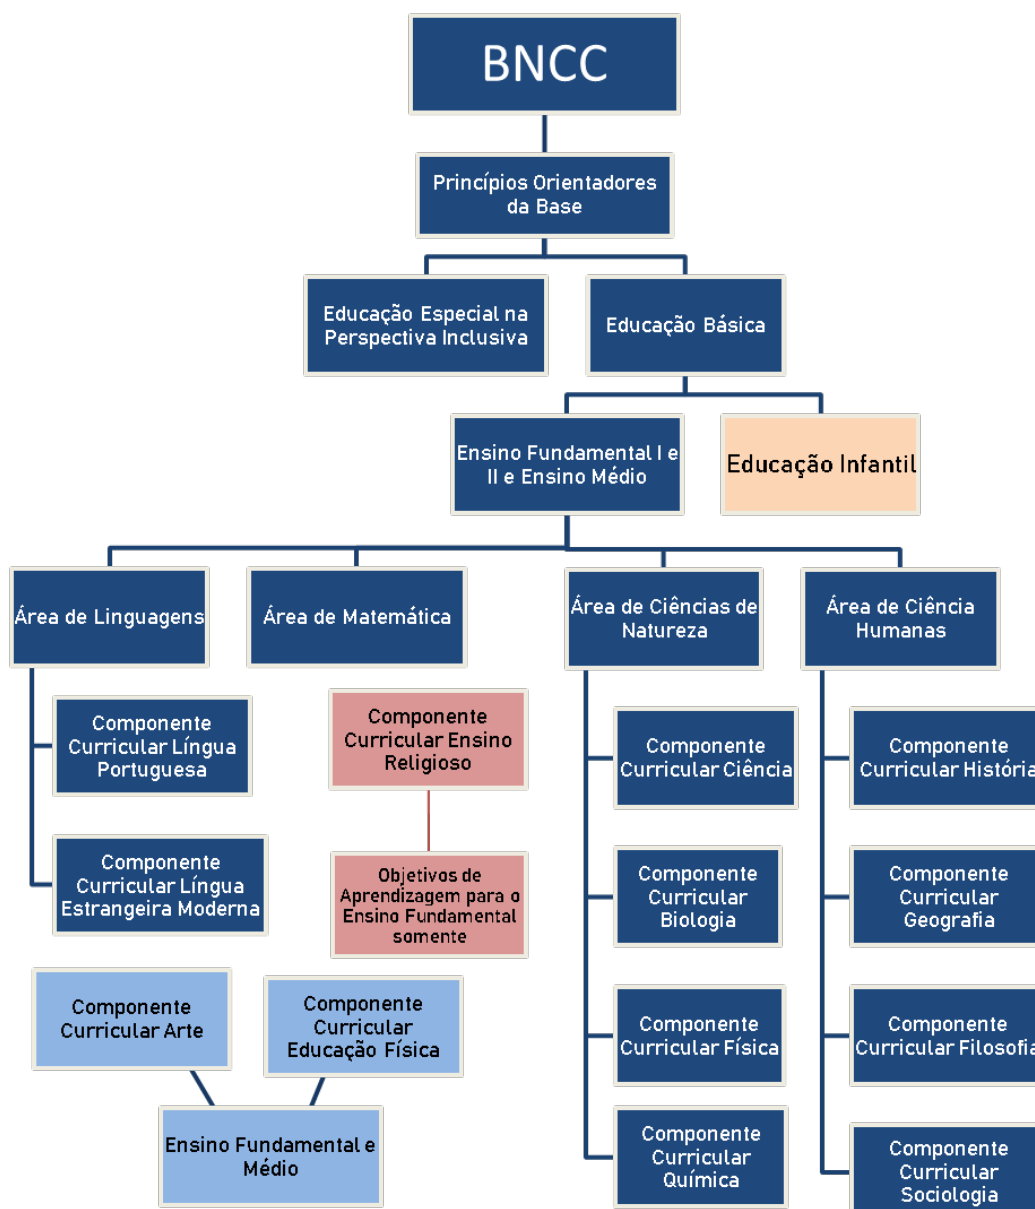 BNCC
Princípios Orientadores
da Base
Educação Especial na
Perspectiva Inclusiva
Educação Básica
Ensino Fundamental I e
II e Ensino Médio
Educação Infantil
Área de Linguagens
Área de Matemática
Área de Ciências de
Natureza
Área de Ciência
Humanas
Componente
Curricular Língua
Portuguesa
Componente
Curricular Língua
Estrangeira Moderna
Componente
Curricular Ensino
Religioso
Objetivos de
Aprendizagem para o
Ensino Fundamental
somente
Componente
Curricular Arte
Componente
Curricular
Educação Física
Ensino Fundamental e
Médio
Componente
Curricular Ciência
Componente
Curricular
Biologia
Componente
Curricular Física
Componente
Curricular
Química
Componente
Curricular História
Componente
Curricular
Geografia
Componente
Curricular Filosofia
Componente
Curricular
Sociologia